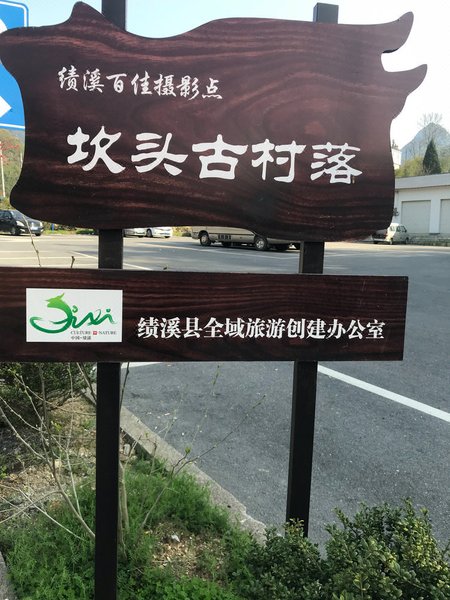 绩溪百佳摄影点
坎头古村落
Jixi
CULTURE NATURE
中国·绩溪
绩溪县全域旅游创建办公室